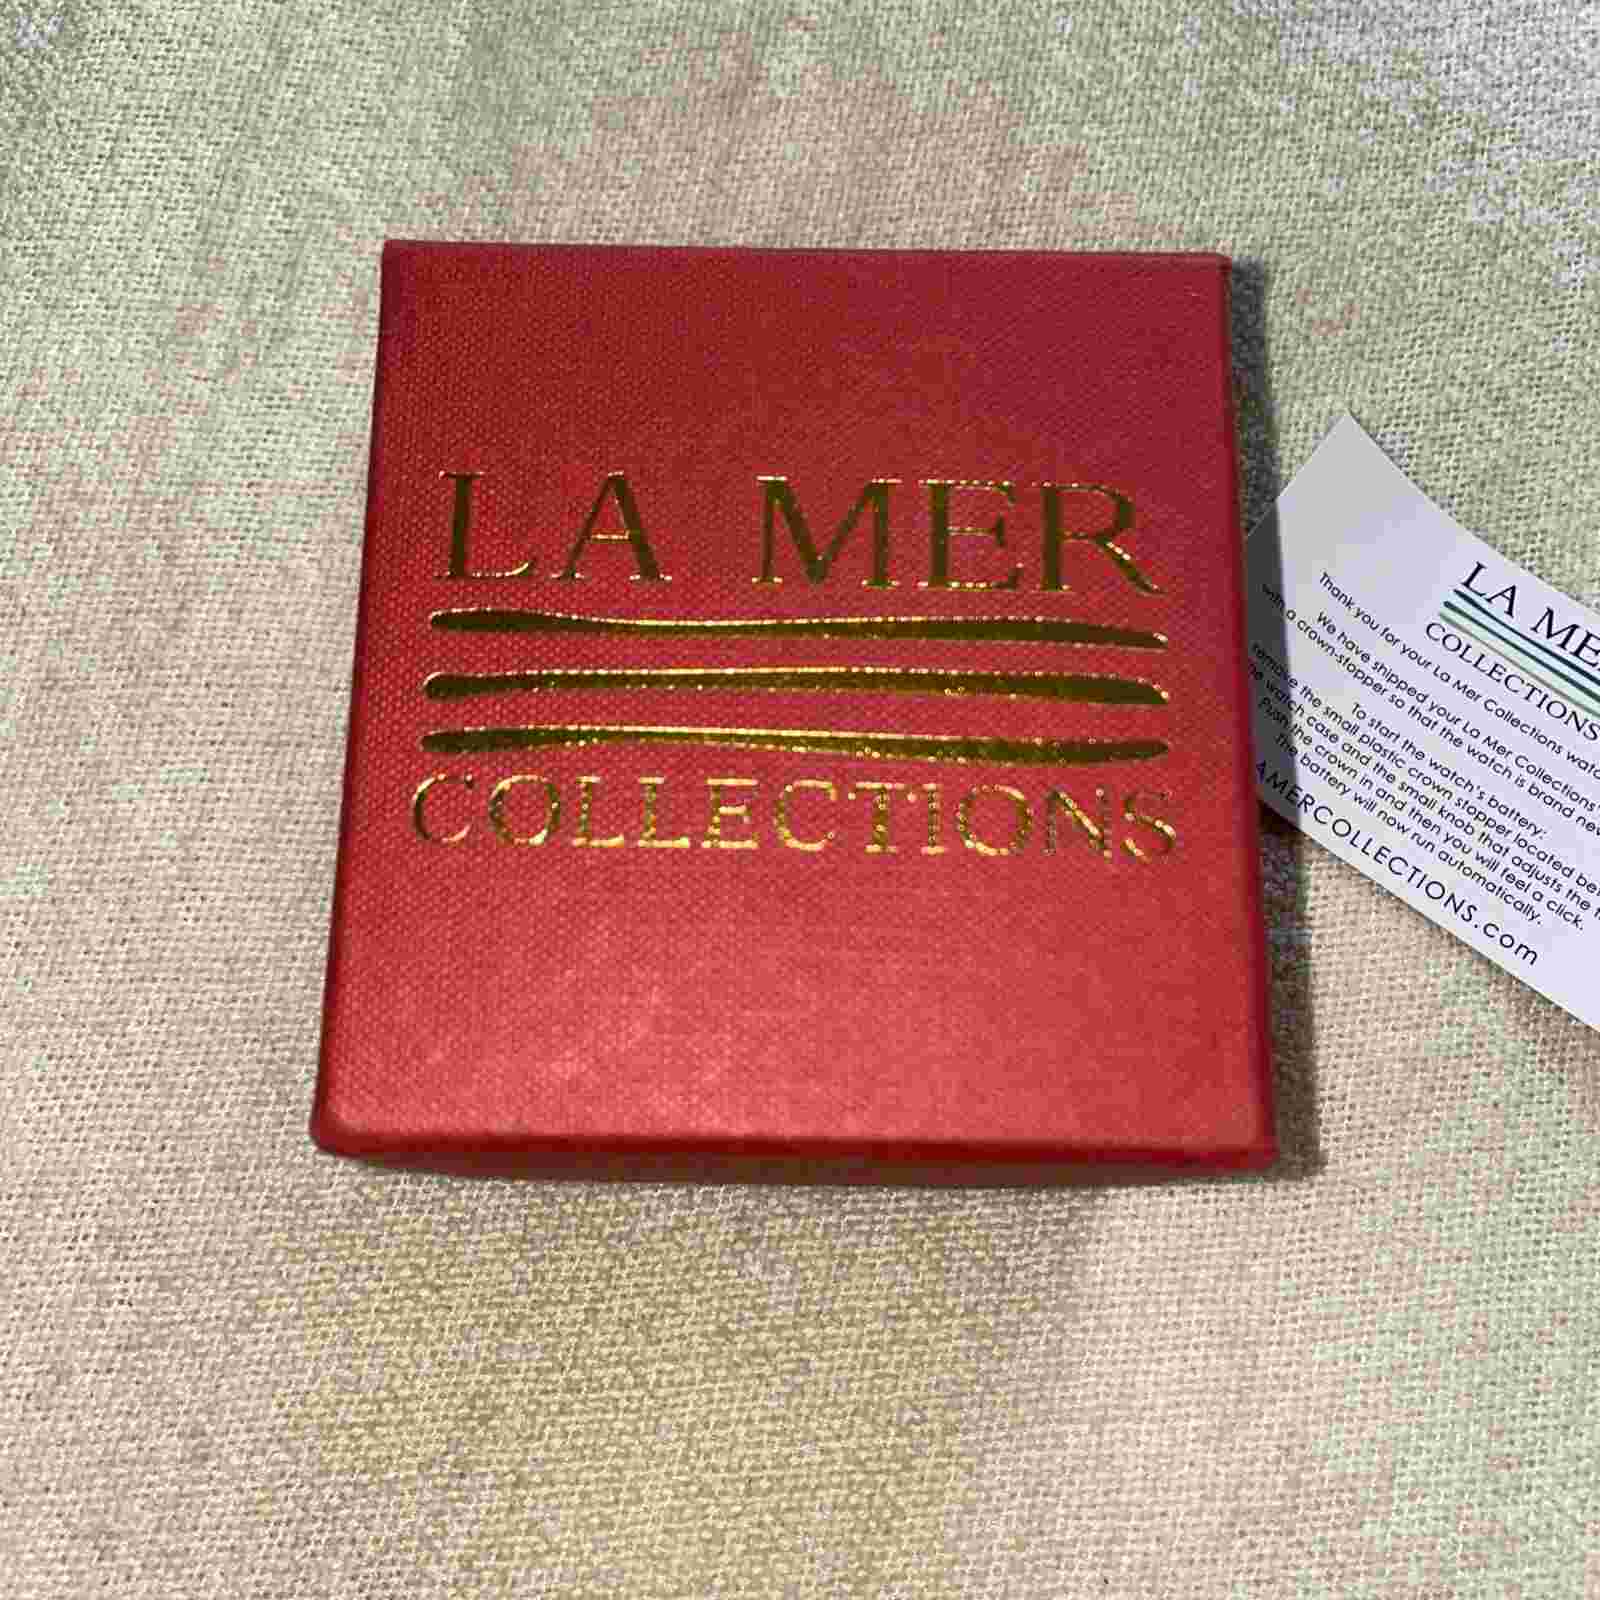 LA MER
COLLECTIONS
LA ME
COLLECTIONS
Thank you for your La Mer Collections watc
We have shipped your La Mer Collections
with a crown-stopper so that the watch is brand new
To start the watch's battery:
remove the small plastic crown stopper located be
the watch case and the small knob that adjusts the t
Push the crown in and then you will feel a click.
The battery will now run automatically.
AMERCOLLECTIONS.com